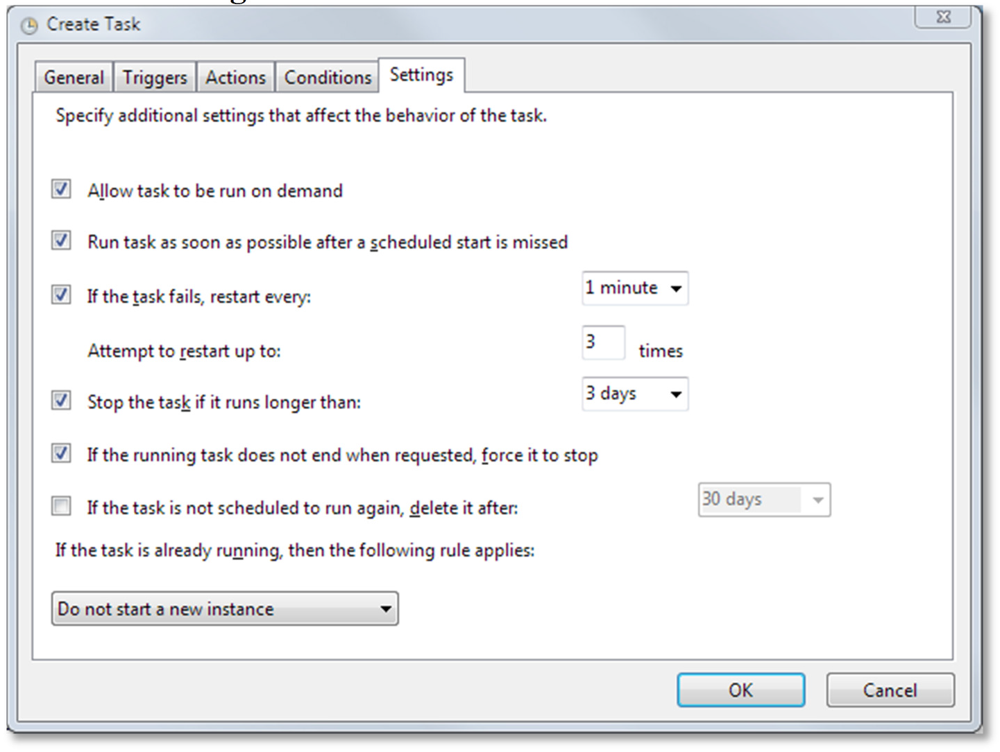 Create Task
General Triggers Actions Conditions Settings
Specify additional settings that affect the behavior of the task.
Allow task to be run on demand
Run task as soon as possible after a scheduled start is missed
If the task fails, restart every: 1 minute
Attempt to restart up to: 3 times
Stop the task if it runs longer than: 3 days
If the running task does not end when requested, force it to stop
If the task is not scheduled to run again, delete it after: 30 days
If the task is already running, then the following rule applies:
Do not start a new instance
OK Cancel